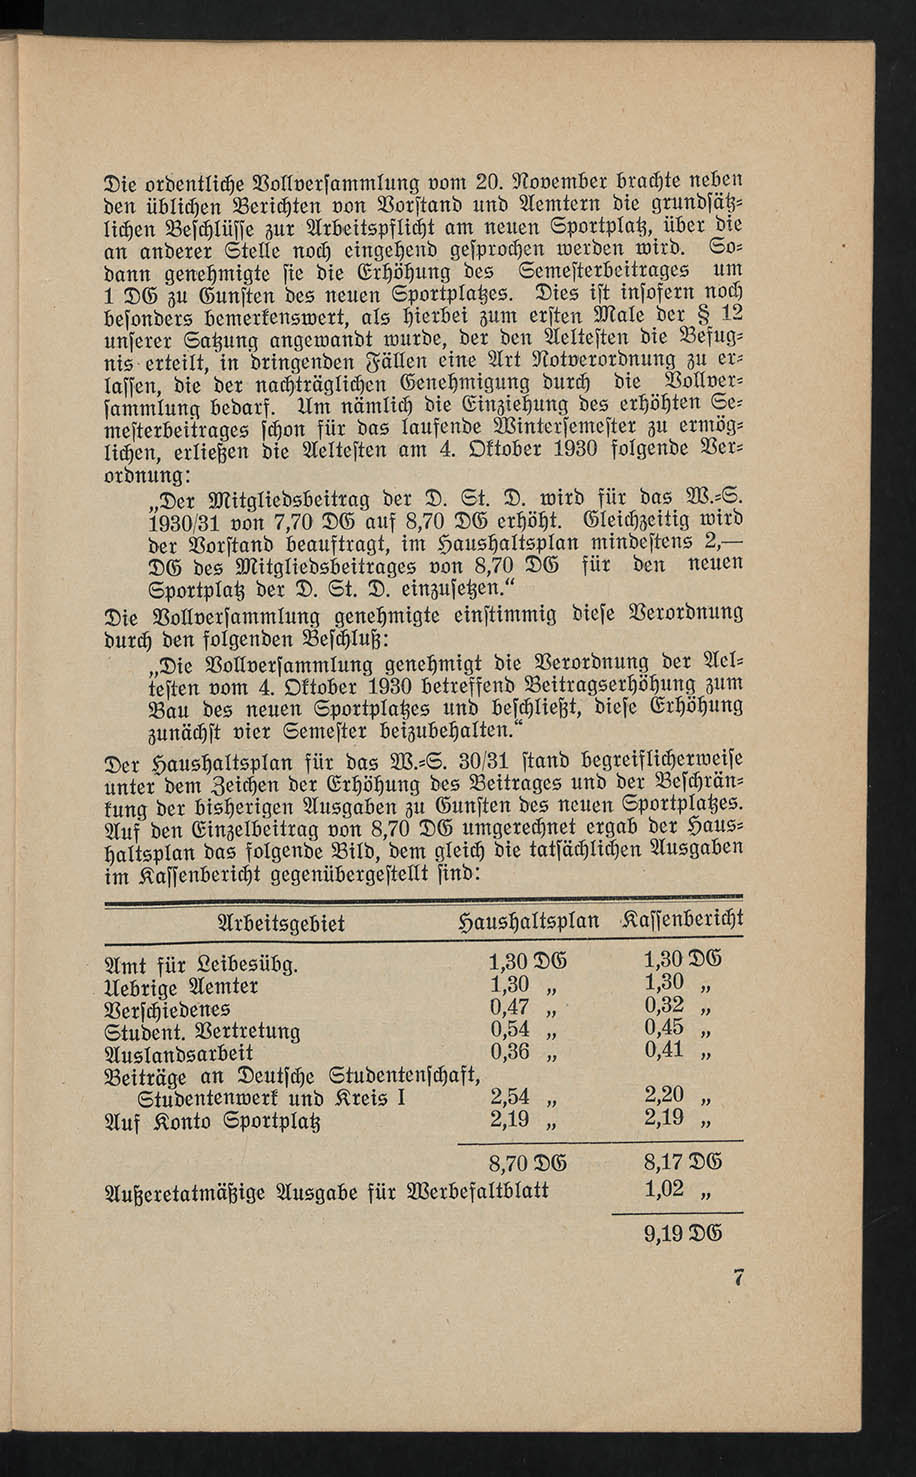 Die ordentliche Vollversammlung vom 20. November brachte neben
den üblichen Berichten von Vorstand und Aemtern die grundsätz-
lichen Beschlüsse zur Arbeitspflicht am neuen Sportplatz, über die
an anderer Stelle noch eingehend gesprochen werden wird. So-
dann genehmigte sie die Erhöhung des Semesterbeitrages um
1 DG zu Gunsten des neuen Sportplatzes. Dies ist insofern noch
besonders bemerkenswert, als hierbei zum ersten Male der § 12
unserer Satzung angewandt wurde, der den Aeltesten die Befug-
nis erteilt, in dringenden Fällen eine Art Notverordnung zu er-
lassen, die der nachträglichen Genehmigung durch die Vollver-
sammlung bedarf. Um nämlich die Einziehung des erhöhten Se-
mesterbeitrages schon für das laufende Wintersemester zu ermög-
lichen, erließen die Aeltesten am 4. Oktober 1930 folgende Ver-
ordnung:
„Der Mitgliedsbeitrag der D. St. D. wird für das W.-S.
1930/31 von 7,70 DG auf 8,70 DG erhöht. Gleichzeitig wird
der Vorstand beauftragt, im Haushaltsplan mindestens 2,—
DG des Mitgliedsbeitrages von 8,70 DG für den neuen
Sportplatz der D. St. D. einzusetzen.“
Die Vollversammlung genehmigte einstimmig diese Verordnung
durch den folgenden Beschluß:
„Die Vollversammlung genehmigt die Verordnung der Ael-
testen vom 4. Oktober 1930 betreffend Beitragserhöhung zum
Bau des neuen Sportplatzes und beschließt, diese Erhöhung
zunächst vier Semester beizubehalten.“
Der Haushaltsplan für das W.-S. 30/31 stand begreiflicherweise
unter dem Zeichen der Erhöhung des Beitrages und der Beschrän-
kung der bisherigen Ausgaben zu Gunsten des neuen Sportplatzes.
Auf den Einzelbeitrag von 8,70 DG umgerechnet ergab der Haus-
haltsplan das folgende Bild, dem gleich die tatsächlichen Ausgaben
im Kassenbericht gegenübergestellt sind:
Arbeitsgebiet Haushaltsplan Kassenbericht
Amt für Leibesübg. 1,30 DG 1,30 DG
Uebrige Aemter 1,30 „ 1,30 „
Verschiedenes 0,47 „ 0,32 „
Student. Vertretung 0,54 „ 0,45 „
Auslandsarbeit 0,36 „ 0,41 „
Beiträge an Deutsche Studentenschaft,
Studentenwerk und Kreis I 2,54 „ 2,20 „
Auf Konto Sportplatz 2,19 „ 2,19 „
8,70 DG 8,17 DG
Außeretatmäßige Ausgabe für Werbefaltblatt 1,02 „
9,19 DG
7